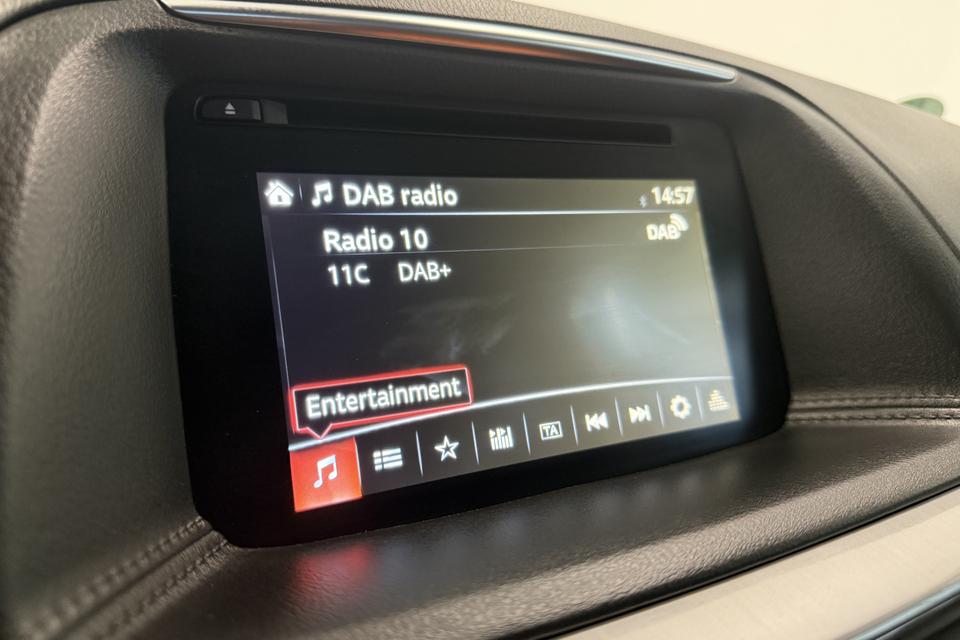 DAB radio 14:57
Radio 10 DAB
11C DAB+
Entertainment
TA